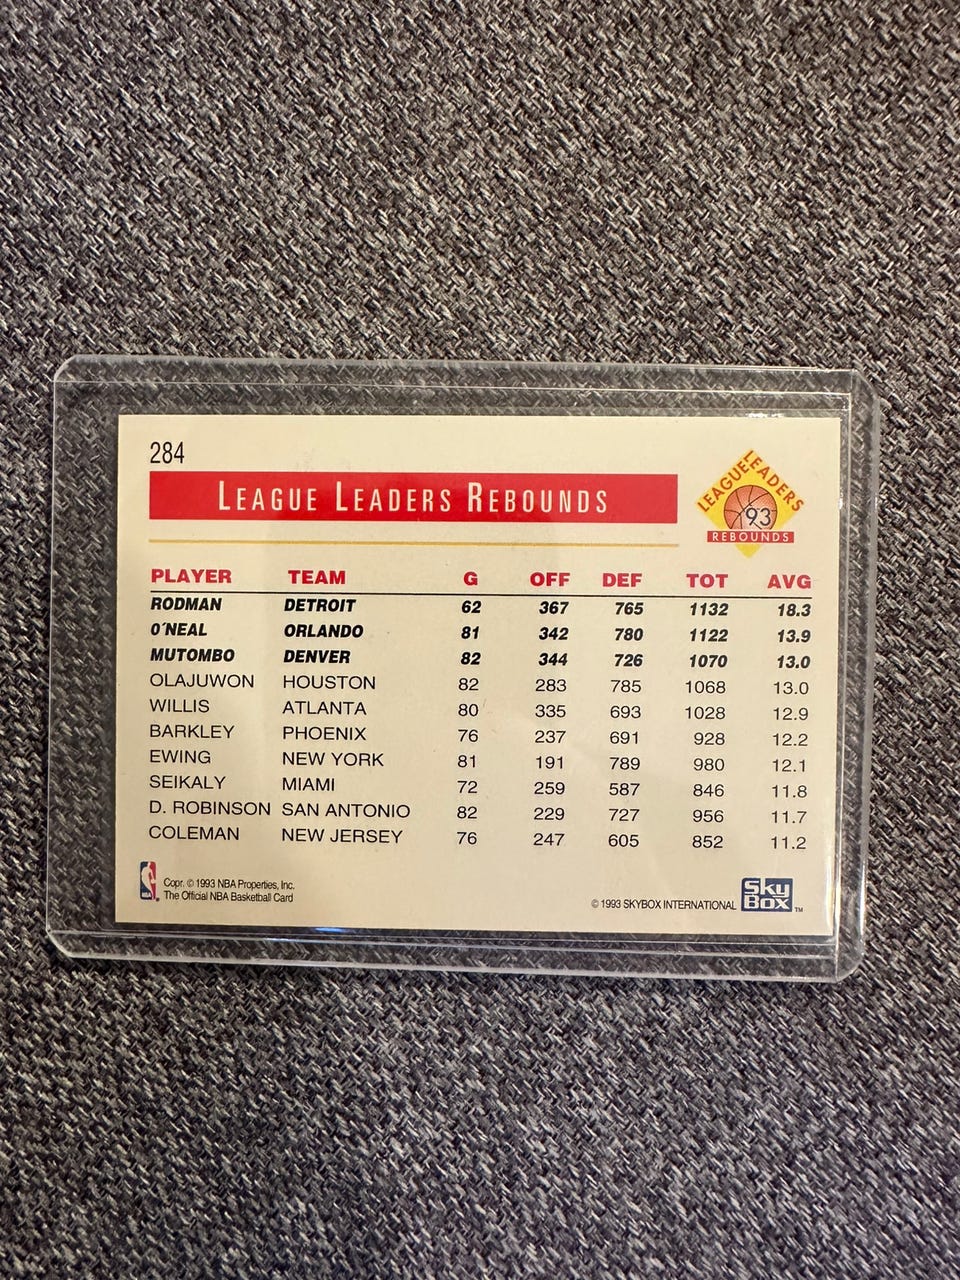 284
LEAGUE LEADERS REBOUNDS
LEAGUE LEADERS
93
REBOUNDS
PLAYER TEAM G OFF DEF TOT AVG
RODMAN DETROIT 62 367 765 1132 18.3
O'NEAL ORLANDO 81 342 780 1122 13.9
MUTOMBO DENVER 82 344 726 1070 13.0
OLAJUWON HOUSTON 82 283 785 1068 13.0
WILLIS ATLANTA 80 335 693 1028 12.9
BARKLEY PHOENIX 76 237 691 928 12.2
EWING NEW YORK 81 191 789 980 12.1
SEIKALY MIAMI 72 259 587 846 11.8
D. ROBINSON SAN ANTONIO 82 229 727 956 11.7
COLEMAN NEW JERSEY 76 247 605 852 11.2
NBA
Copr. © 1993 NBA Properties, Inc.
The Official NBA Basketball Card
© 1993 SKYBOX INTERNATIONAL
Sky
Box ™